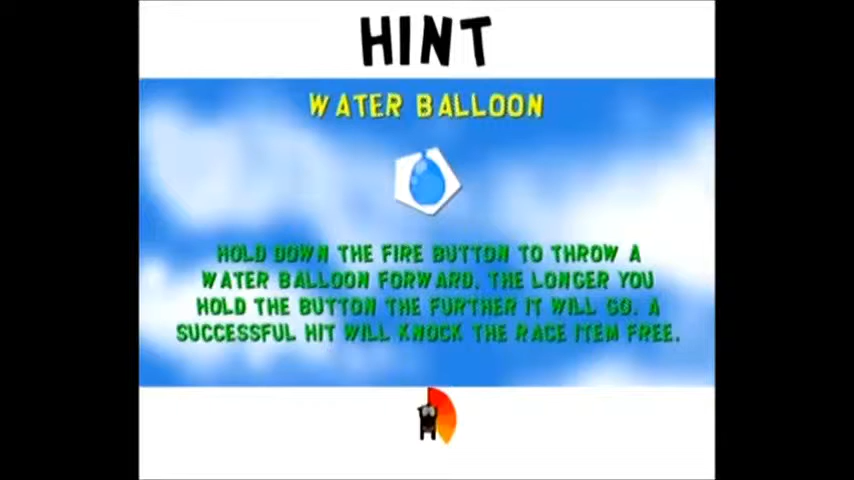 HINT
WATER BALLOON
HOLD DOWN THE FIRE BUTTON TO THROW A
WATER BALLOON FORWARD. THE LONGER YOU
HOLD THE BUTTON THE FURTHER IT WILL GO. A
SUCCESSFUL HIT WILL KNOCK THE RACE ITEM FREE.